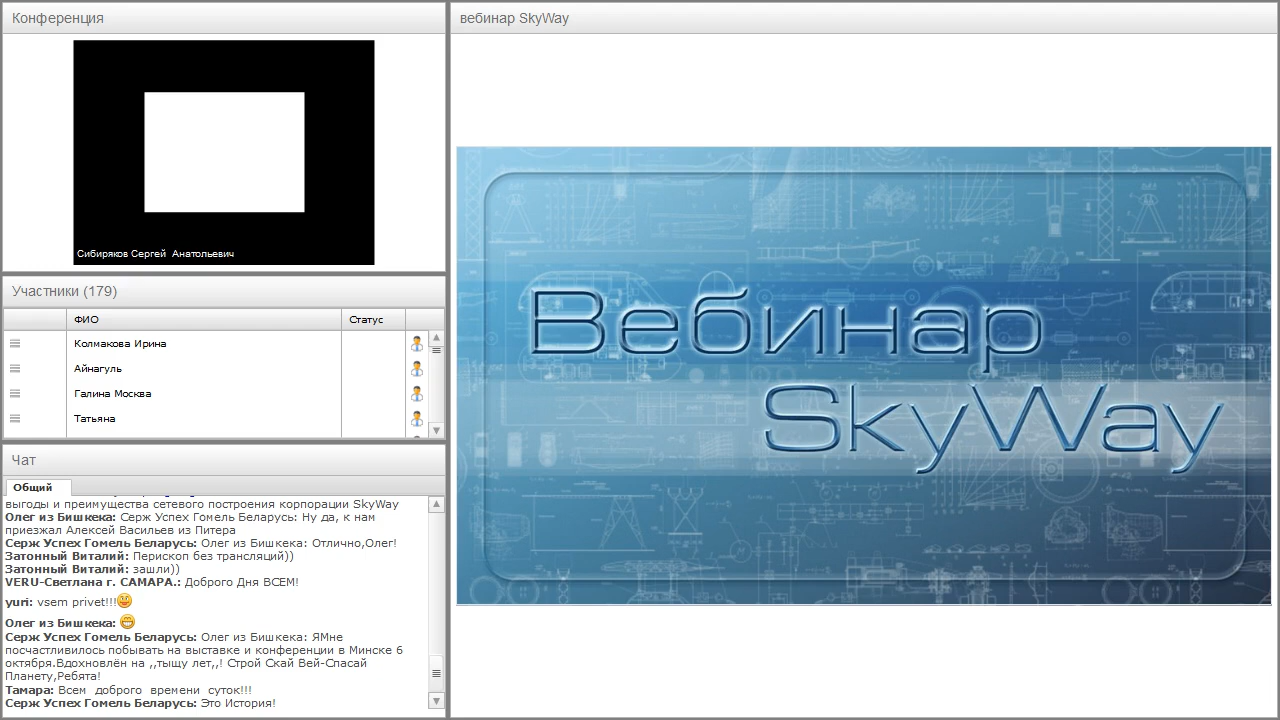 Конференция
Сибиряков Сергей  Анатольевич
Участники (179)
ФИО
Статус
Колмакова Ирина
Айнагуль
Галина Москва
Татьяна
Чат
Общий
выгоды и преимущества сетевого построения корпорации SkyWay
Олег из Бишкека: Серж Успех Гомель Беларусь: Ну да, к нам
приезжал Алексей Васильев из Питера
Серж Успех Гомель Беларусь: Олег из Бишкека: Отлично,Олег!
Затонный Виталий: Перископ без трансляций))
Затонный Виталий: зашли))
VERU-Светлана г. САМАРА.: Доброго Дня ВСЕМ!
yuri: vsem privet!!!
Олег из Бишкека:
Серж Успех Гомель Беларусь: Олег из Бишкека: ЯМне
посчастливилось побывать на выставке и конференции в Минске 6
октября.Вдохновлён на ,,тыщу лет,,! Строй Скай Вей-Спасай
Планету,Ребята!
Тамара: Всем  доброго  времени  суток!!!
Серж Успех Гомель Беларусь: Это История!
вебинар SkyWay
Вебинар
SkyWay